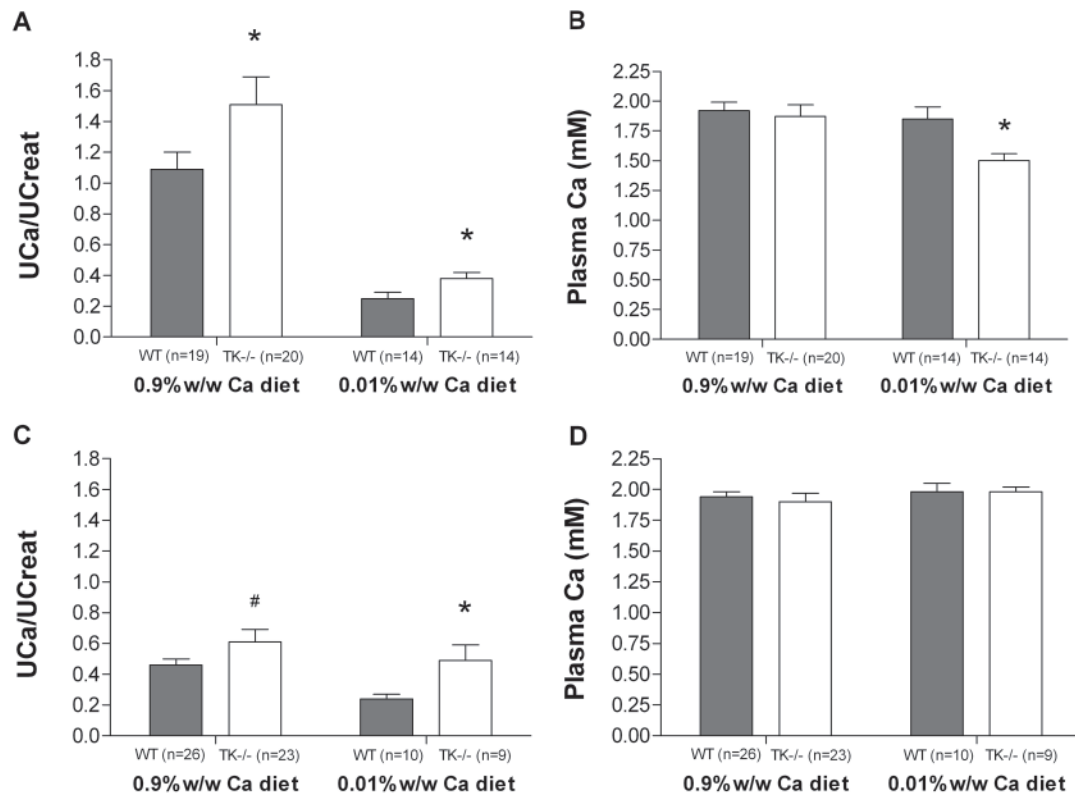 A
UCa/UCreat
1.8
1.6
1.4
1.2
1.0
0.8
0.6
0.4
0.2
0.0
*
*
WT (n=19) TK-/- (n=20) WT (n=14) TK-/- (n=14)
0.9% w/w Ca diet 0.01% w/w Ca diet
B
Plasma Ca (mM)
2.25
2.00
1.75
1.50
1.25
1.00
0.75
0.50
0.25
0.00
*
WT (n=19) TK-/- (n=20) WT (n=14) TK-/- (n=14)
0.9% w/w Ca diet 0.01% w/w Ca diet
C
UCa/UCreat
1.8
1.6
1.4
1.2
1.0
0.8
0.6
0.4
0.2
0.0
#
*
WT (n=26) TK-/- (n=23) WT (n=10) TK-/- (n=9)
0.9% w/w Ca diet 0.01% w/w Ca diet
D
Plasma Ca (mM)
2.25
2.00
1.75
1.50
1.25
1.00
0.75
0.50
0.25
0.00
WT (n=26) TK-/- (n=23) WT (n=10) TK-/- (n=9)
0.9% w/w Ca diet 0.01% w/w Ca diet